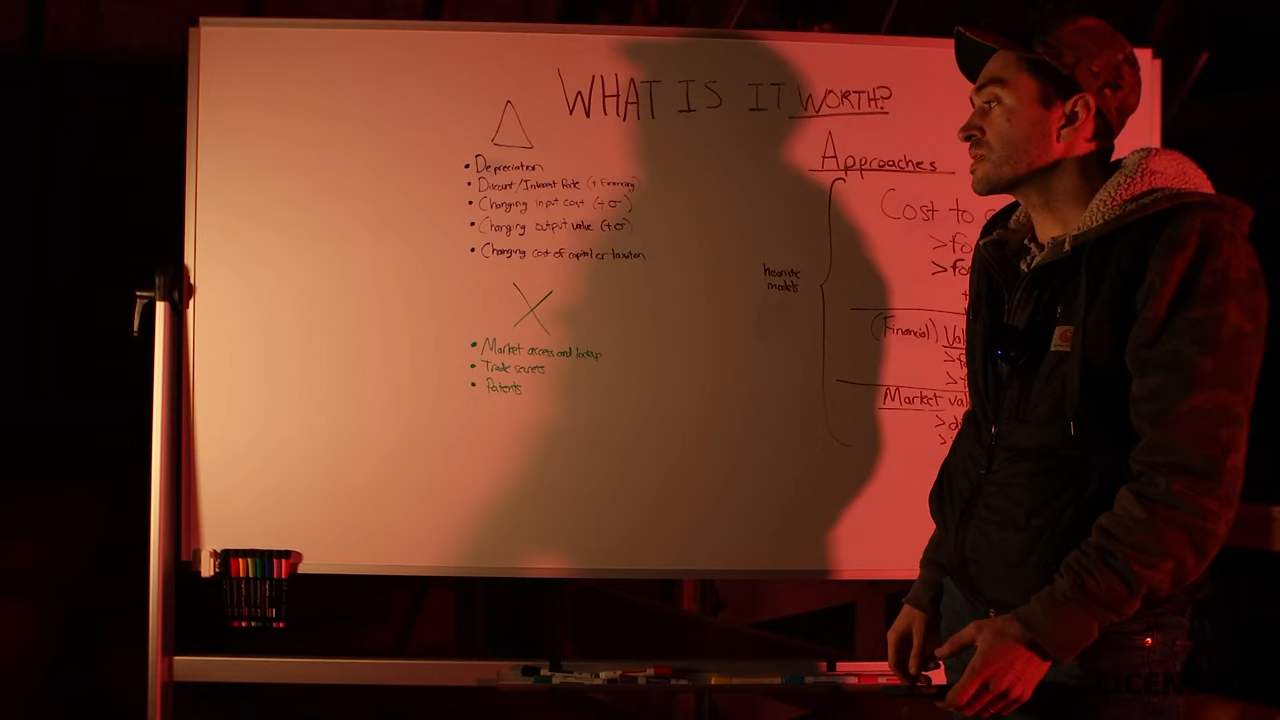 WHAT IS IT WORTH?
• Depreciation
• Discount/Interest Rate (+ Financing)
• Changing input cost (+σ)
• Changing output value (+σ)
• Changing cost of capital or taxation
X
• Market access and lockup
• Trade secrets
• Patents
Approaches
heuristic
models
Cost to
>fo
>fo
+
(Financial) Val
>f
>
Market val
>di
>